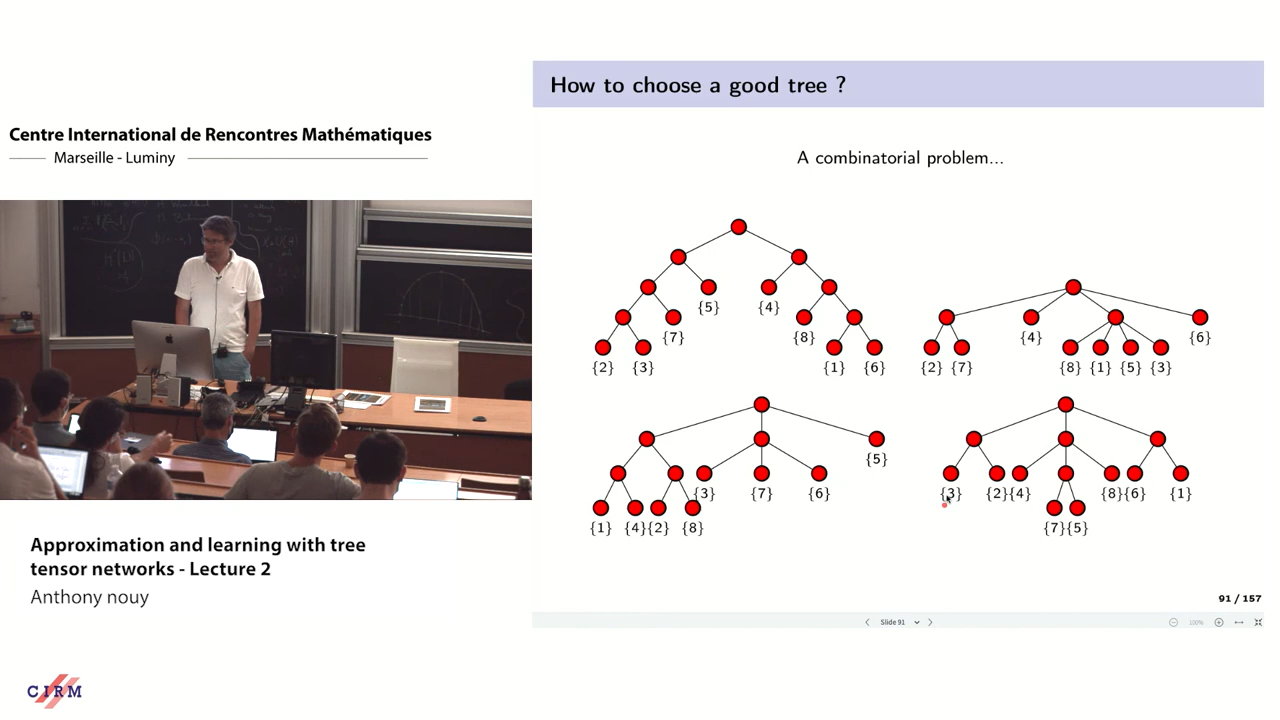 Centre International de Rencontres Mathématiques
Marseille - Luminy
Approximation and learning with tree
tensor networks - Lecture 2
Anthony nouy
CIRM
How to choose a good tree ?
A combinatorial problem...
{5} {4}
{7} {8}
{2} {3} {1} {6}
{4} {6}
{2} {7} {8} {1} {5} {3}
{5}
{3} {7} {6}
{1} {4} {2} {8}
{3} {2} {4} {8} {6} {1}
{7} {5}
91 / 157
Slide 91
100%